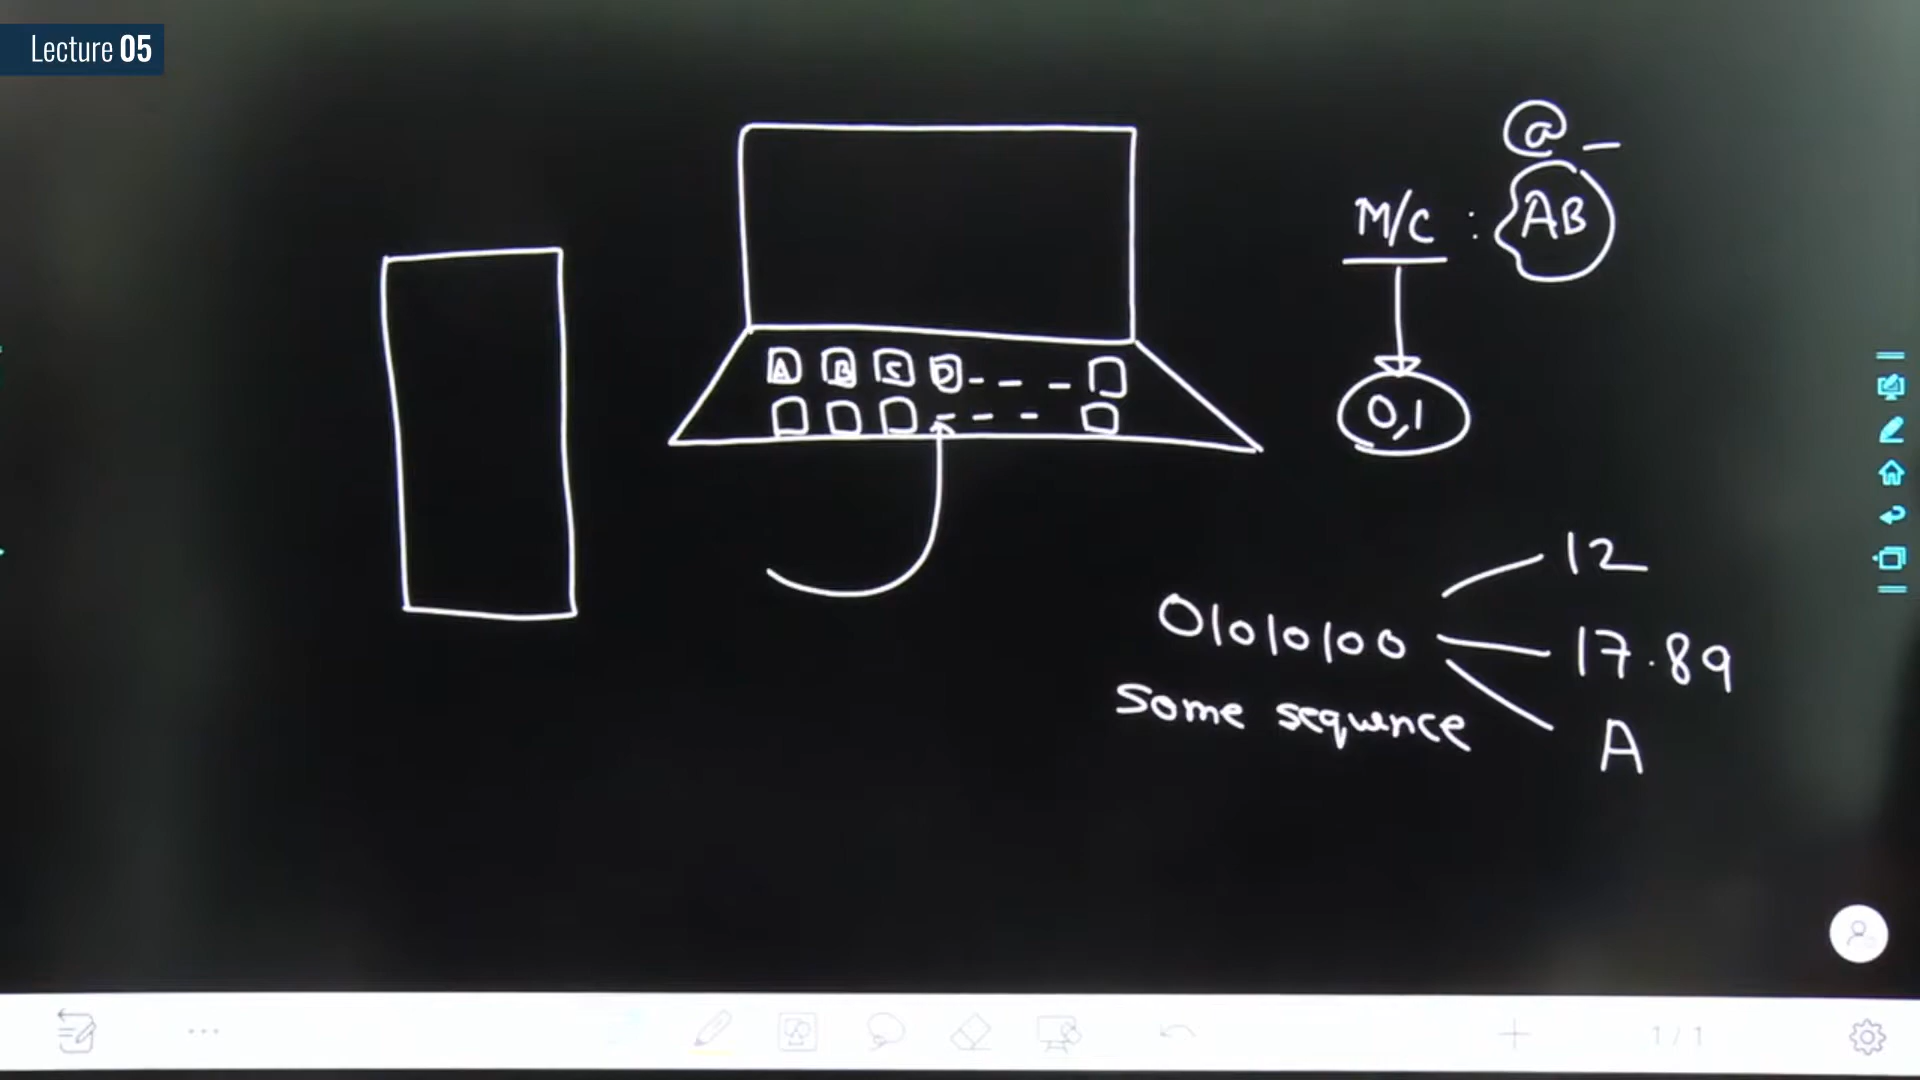 Lecture 05
@ _
M/C : AB
0,1
A B C D - - -
- - -
12
01010100
17.89
some sequence
A
1 / 1